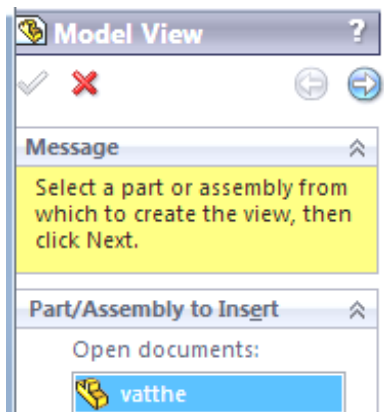 Model View ?
Message
Select a part or assembly from
which to create the view, then
click Next.
Part/Assembly to Insert
Open documents:
vatthe